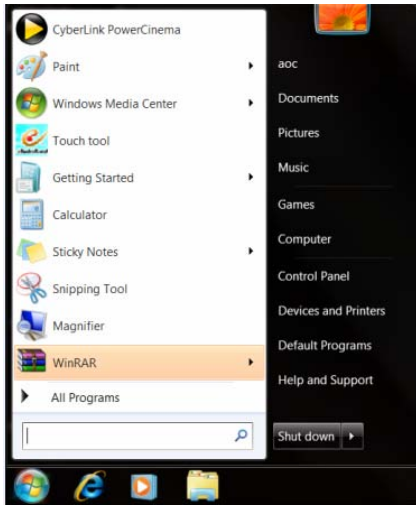 CyberLink PowerCinema
Paint
Windows Media Center
Touch tool
Getting Started
Calculator
Sticky Notes
Snipping Tool
Magnifier
WinRAR
All Programs
aoc
Documents
Pictures
Music
Games
Computer
Control Panel
Devices and Printers
Default Programs
Help and Support
Shut down